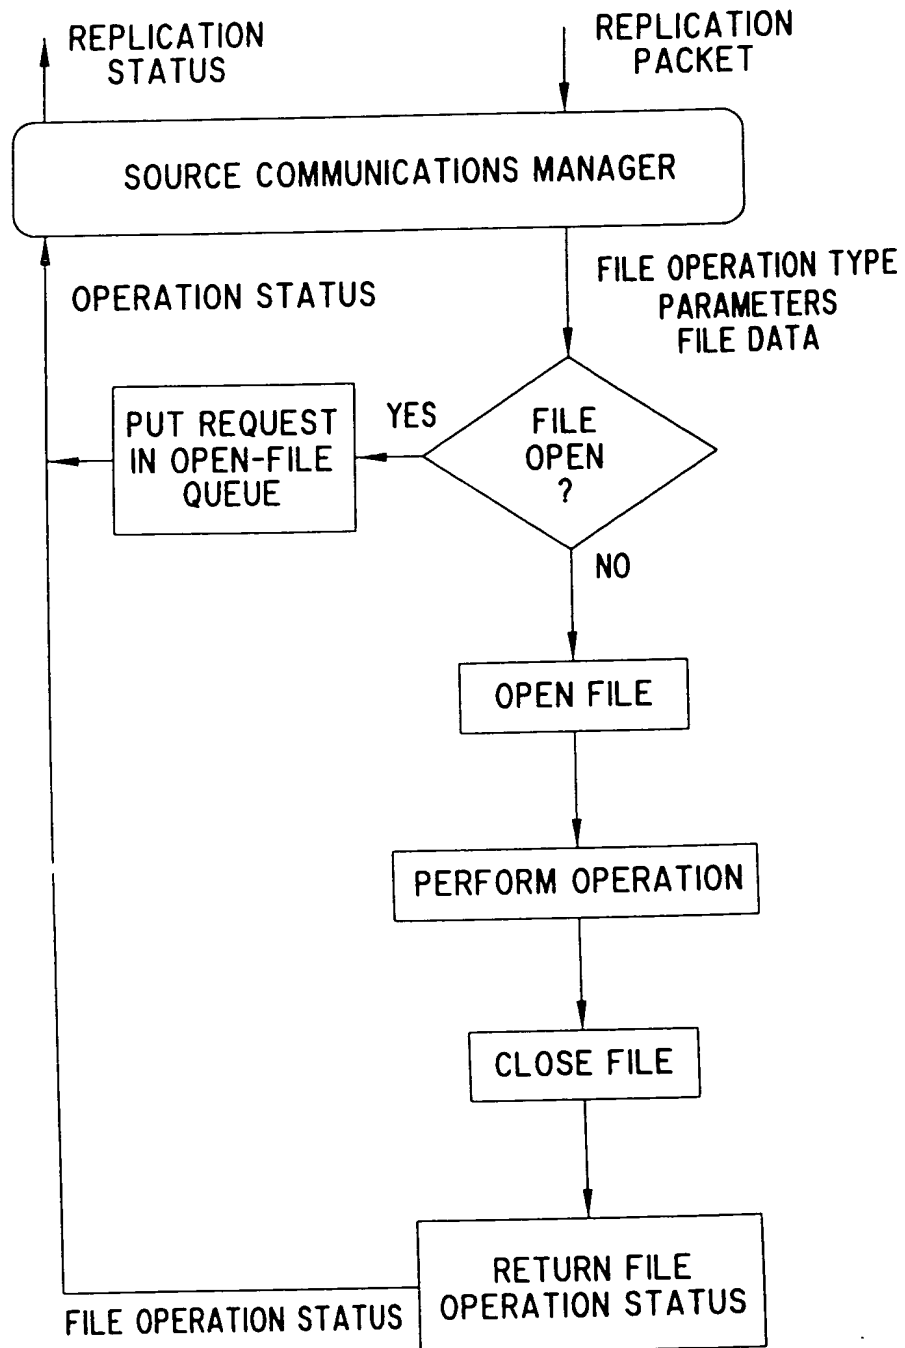 REPLICATION
STATUS
REPLICATION
PACKET
SOURCE COMMUNICATIONS MANAGER
OPERATION STATUS
FILE OPERATION TYPE
PARAMETERS
FILE DATA
PUT REQUEST
IN OPEN-FILE
QUEUE
YES
FILE
OPEN
?
NO
OPEN FILE
PERFORM OPERATION
CLOSE FILE
RETURN FILE
OPERATION STATUS
FILE OPERATION STATUS